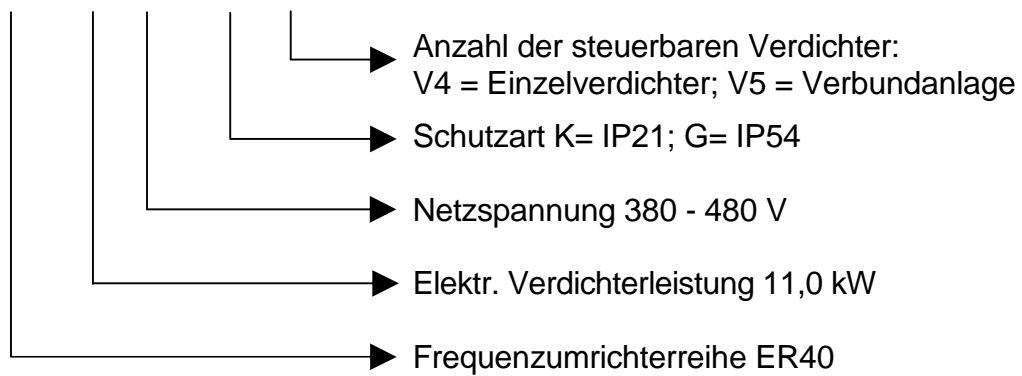 Anzahl der steuerbaren Verdichter:
V4 = Einzelverdichter; V5 = Verbundanlage
Schutzart K= IP21; G= IP54
Netzspannung 380 - 480 V
Elektr. Verdichterleistung 11,0 kW
Frequenzumrichterreihe ER40